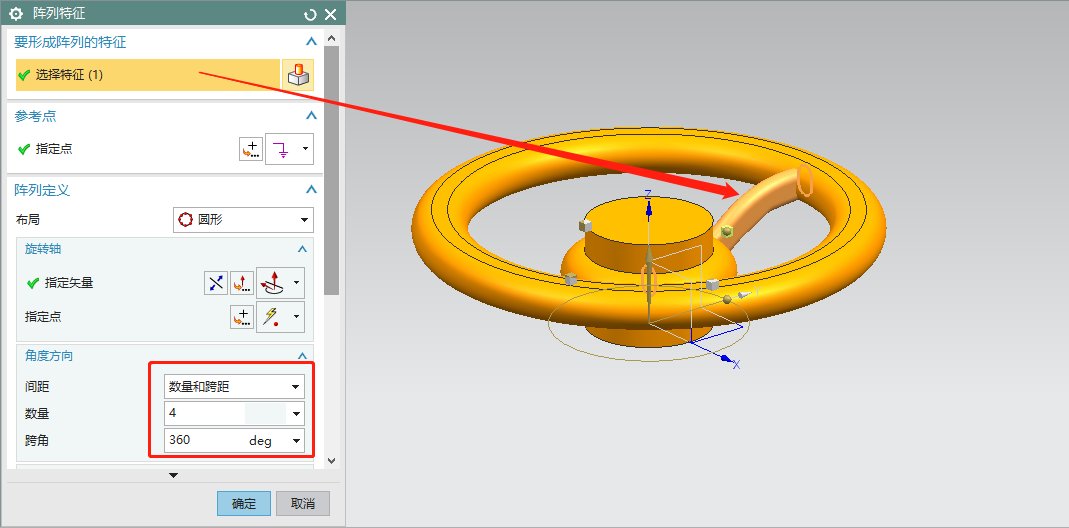 阵列特征
要形成阵列的特征
选择特征 (1)
参考点
指定点
阵列定义
布局
圆形
旋转轴
指定矢量
指定点
角度方向
间距
数量和跨距
数量
4
跨角
360 deg
确定
取消
Z
X